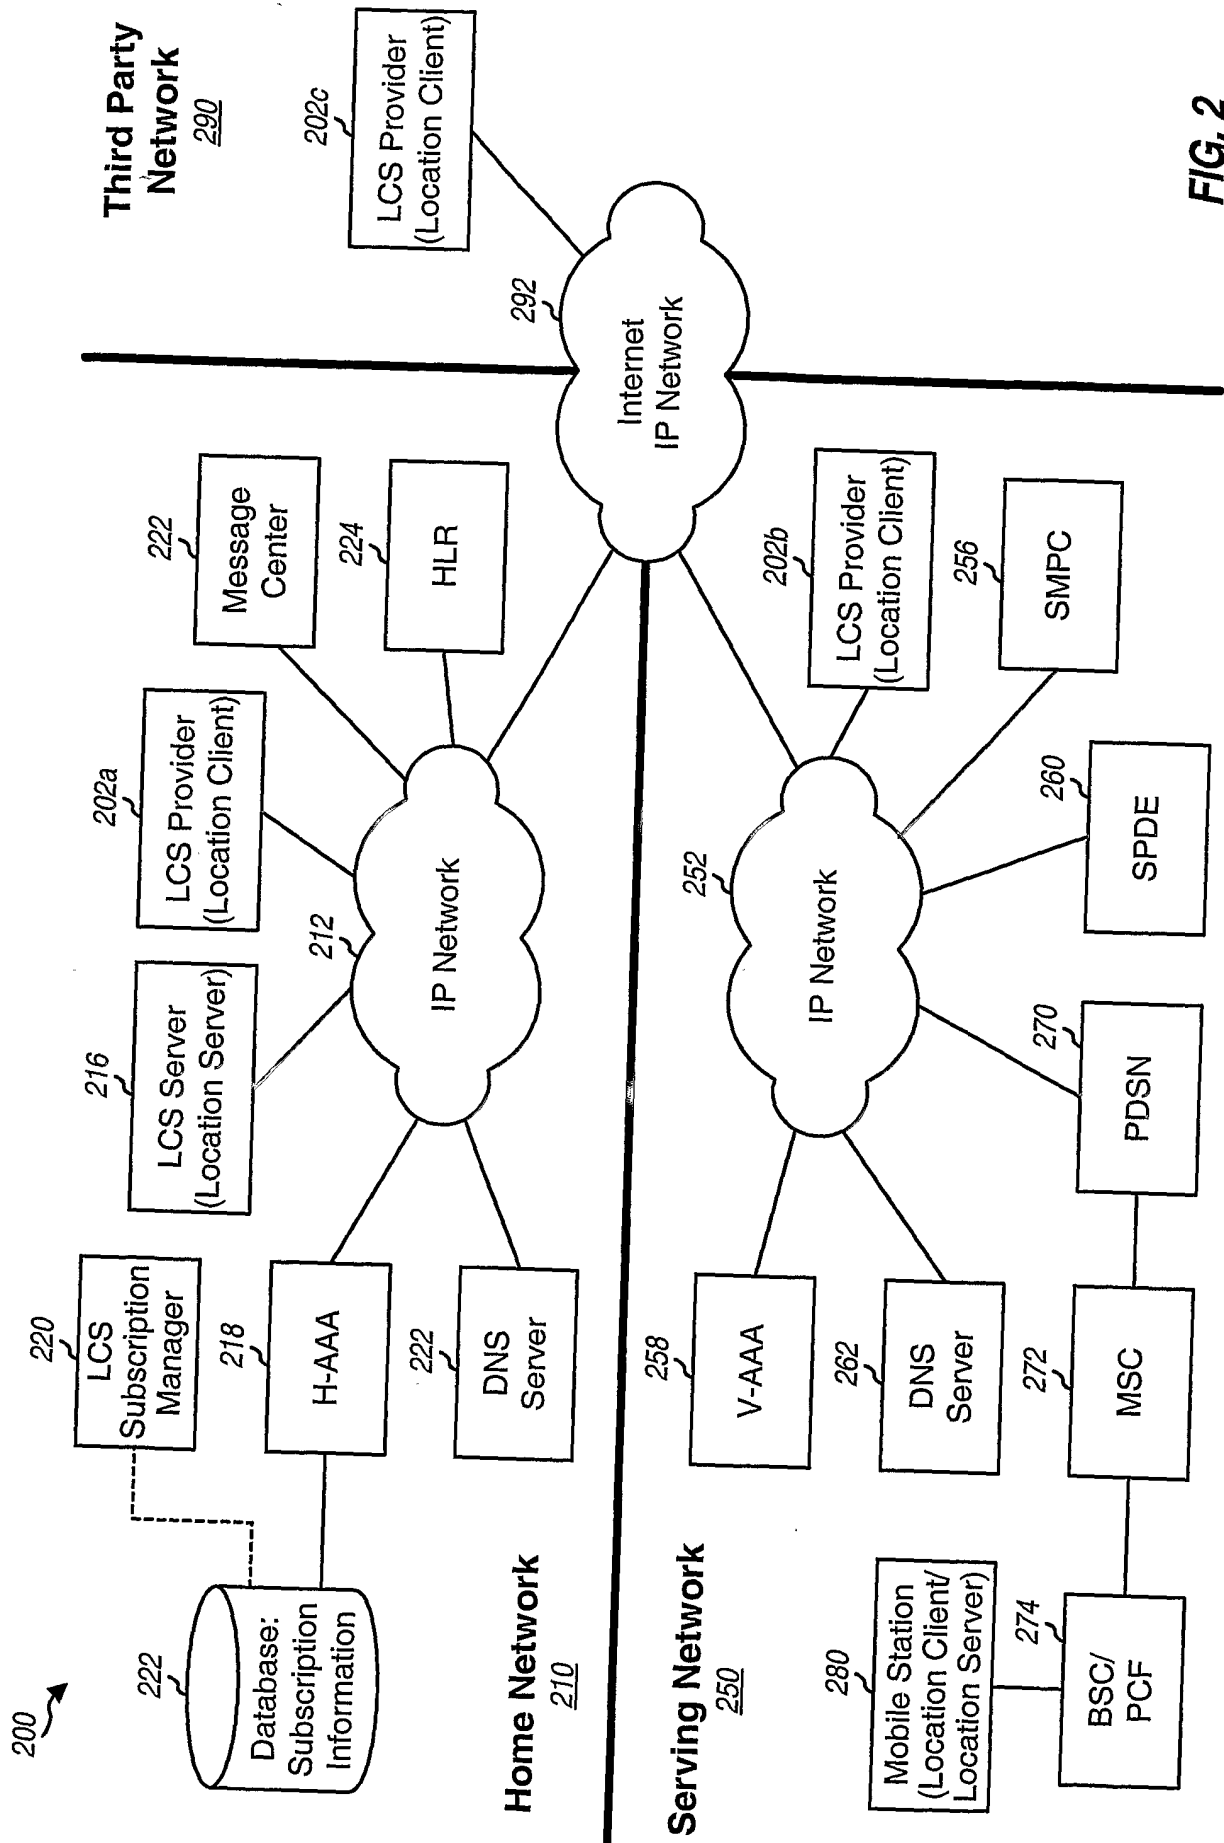 200
222
Database:
Subscription
Information
220
LCS
Subscription
Manager
218
H-AAA
222
DNS
Server
216
LCS Server
(Location Server)
202a
LCS Provider
(Location Client)
222
Message
Center
224
HLR
212
IP Network
Home Network
210
Third Party
Network
290
202c
LCS Provider
(Location Client)
292
Internet
IP Network
Serving Network
250
258
V-AAA
262
DNS
Server
252
IP Network
202b
LCS Provider
(Location Client)
256
SMPC
260
SPDE
270
PDSN
272
MSC
274
BSC/
PCF
280
Mobile Station
(Location Client/
Location Server)
FIG. 2